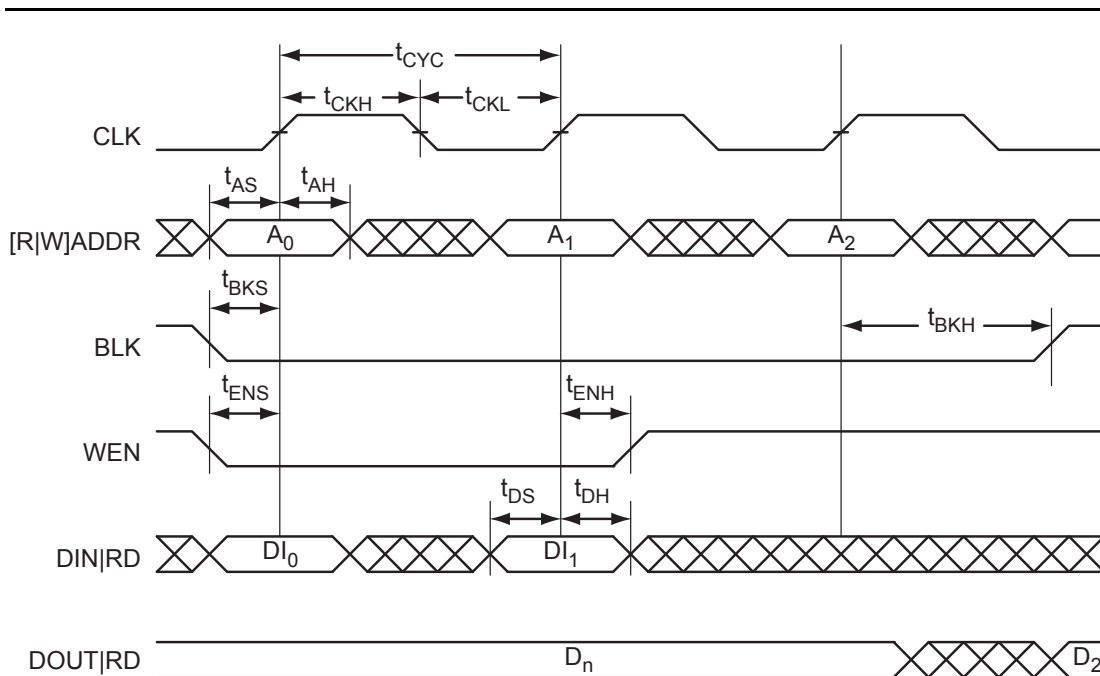 tCYC
tCKH tCKL
CLK
tAS tAH
[R|W]ADDR A0 A1 A2
tBKS
tBKH
BLK
tENS tENH
WEN
tDS tDH
DIN|RD DI0 DI1
DOUT|RD Dn D2